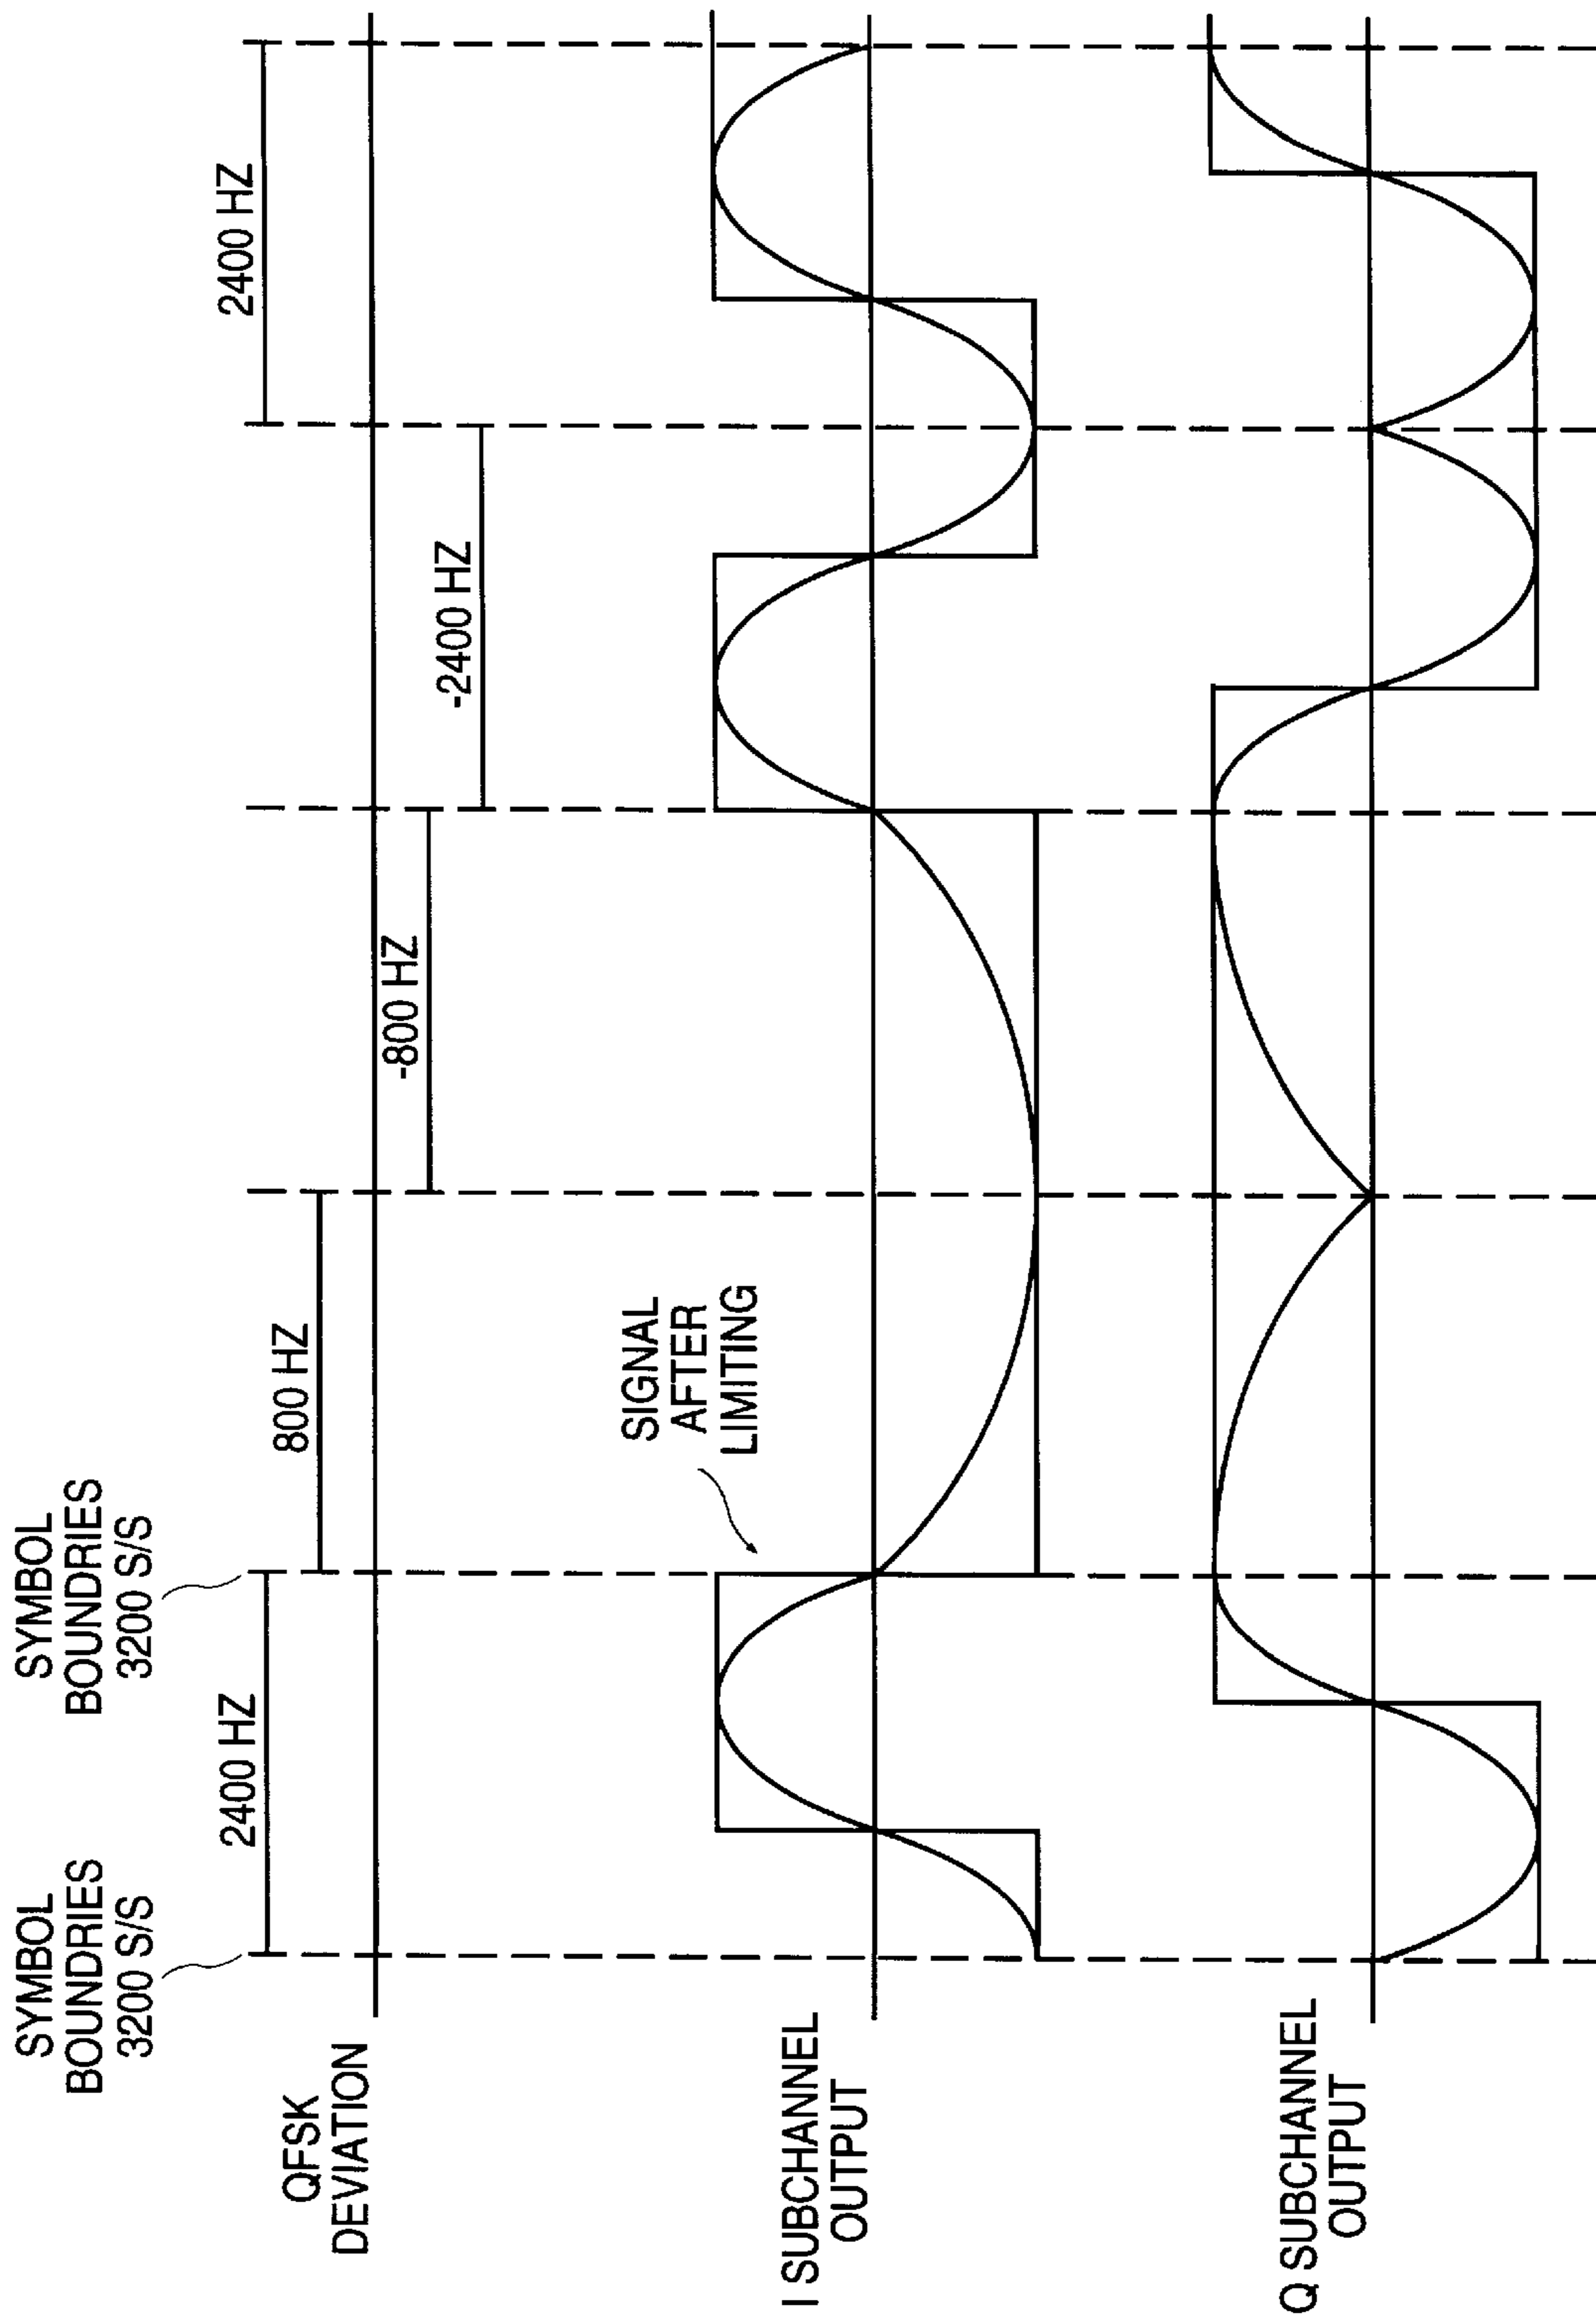 SYMBOL
BOUNDRIES
3200 S/S
SYMBOL
BOUNDRIES
3200 S/S
QFSK
DEVIATION
2400 HZ
800 HZ
-800 HZ
-2400 HZ
2400 HZ
SIGNAL
AFTER
LIMITING
I SUBCHANNEL
OUTPUT
Q SUBCHANNEL
OUTPUT